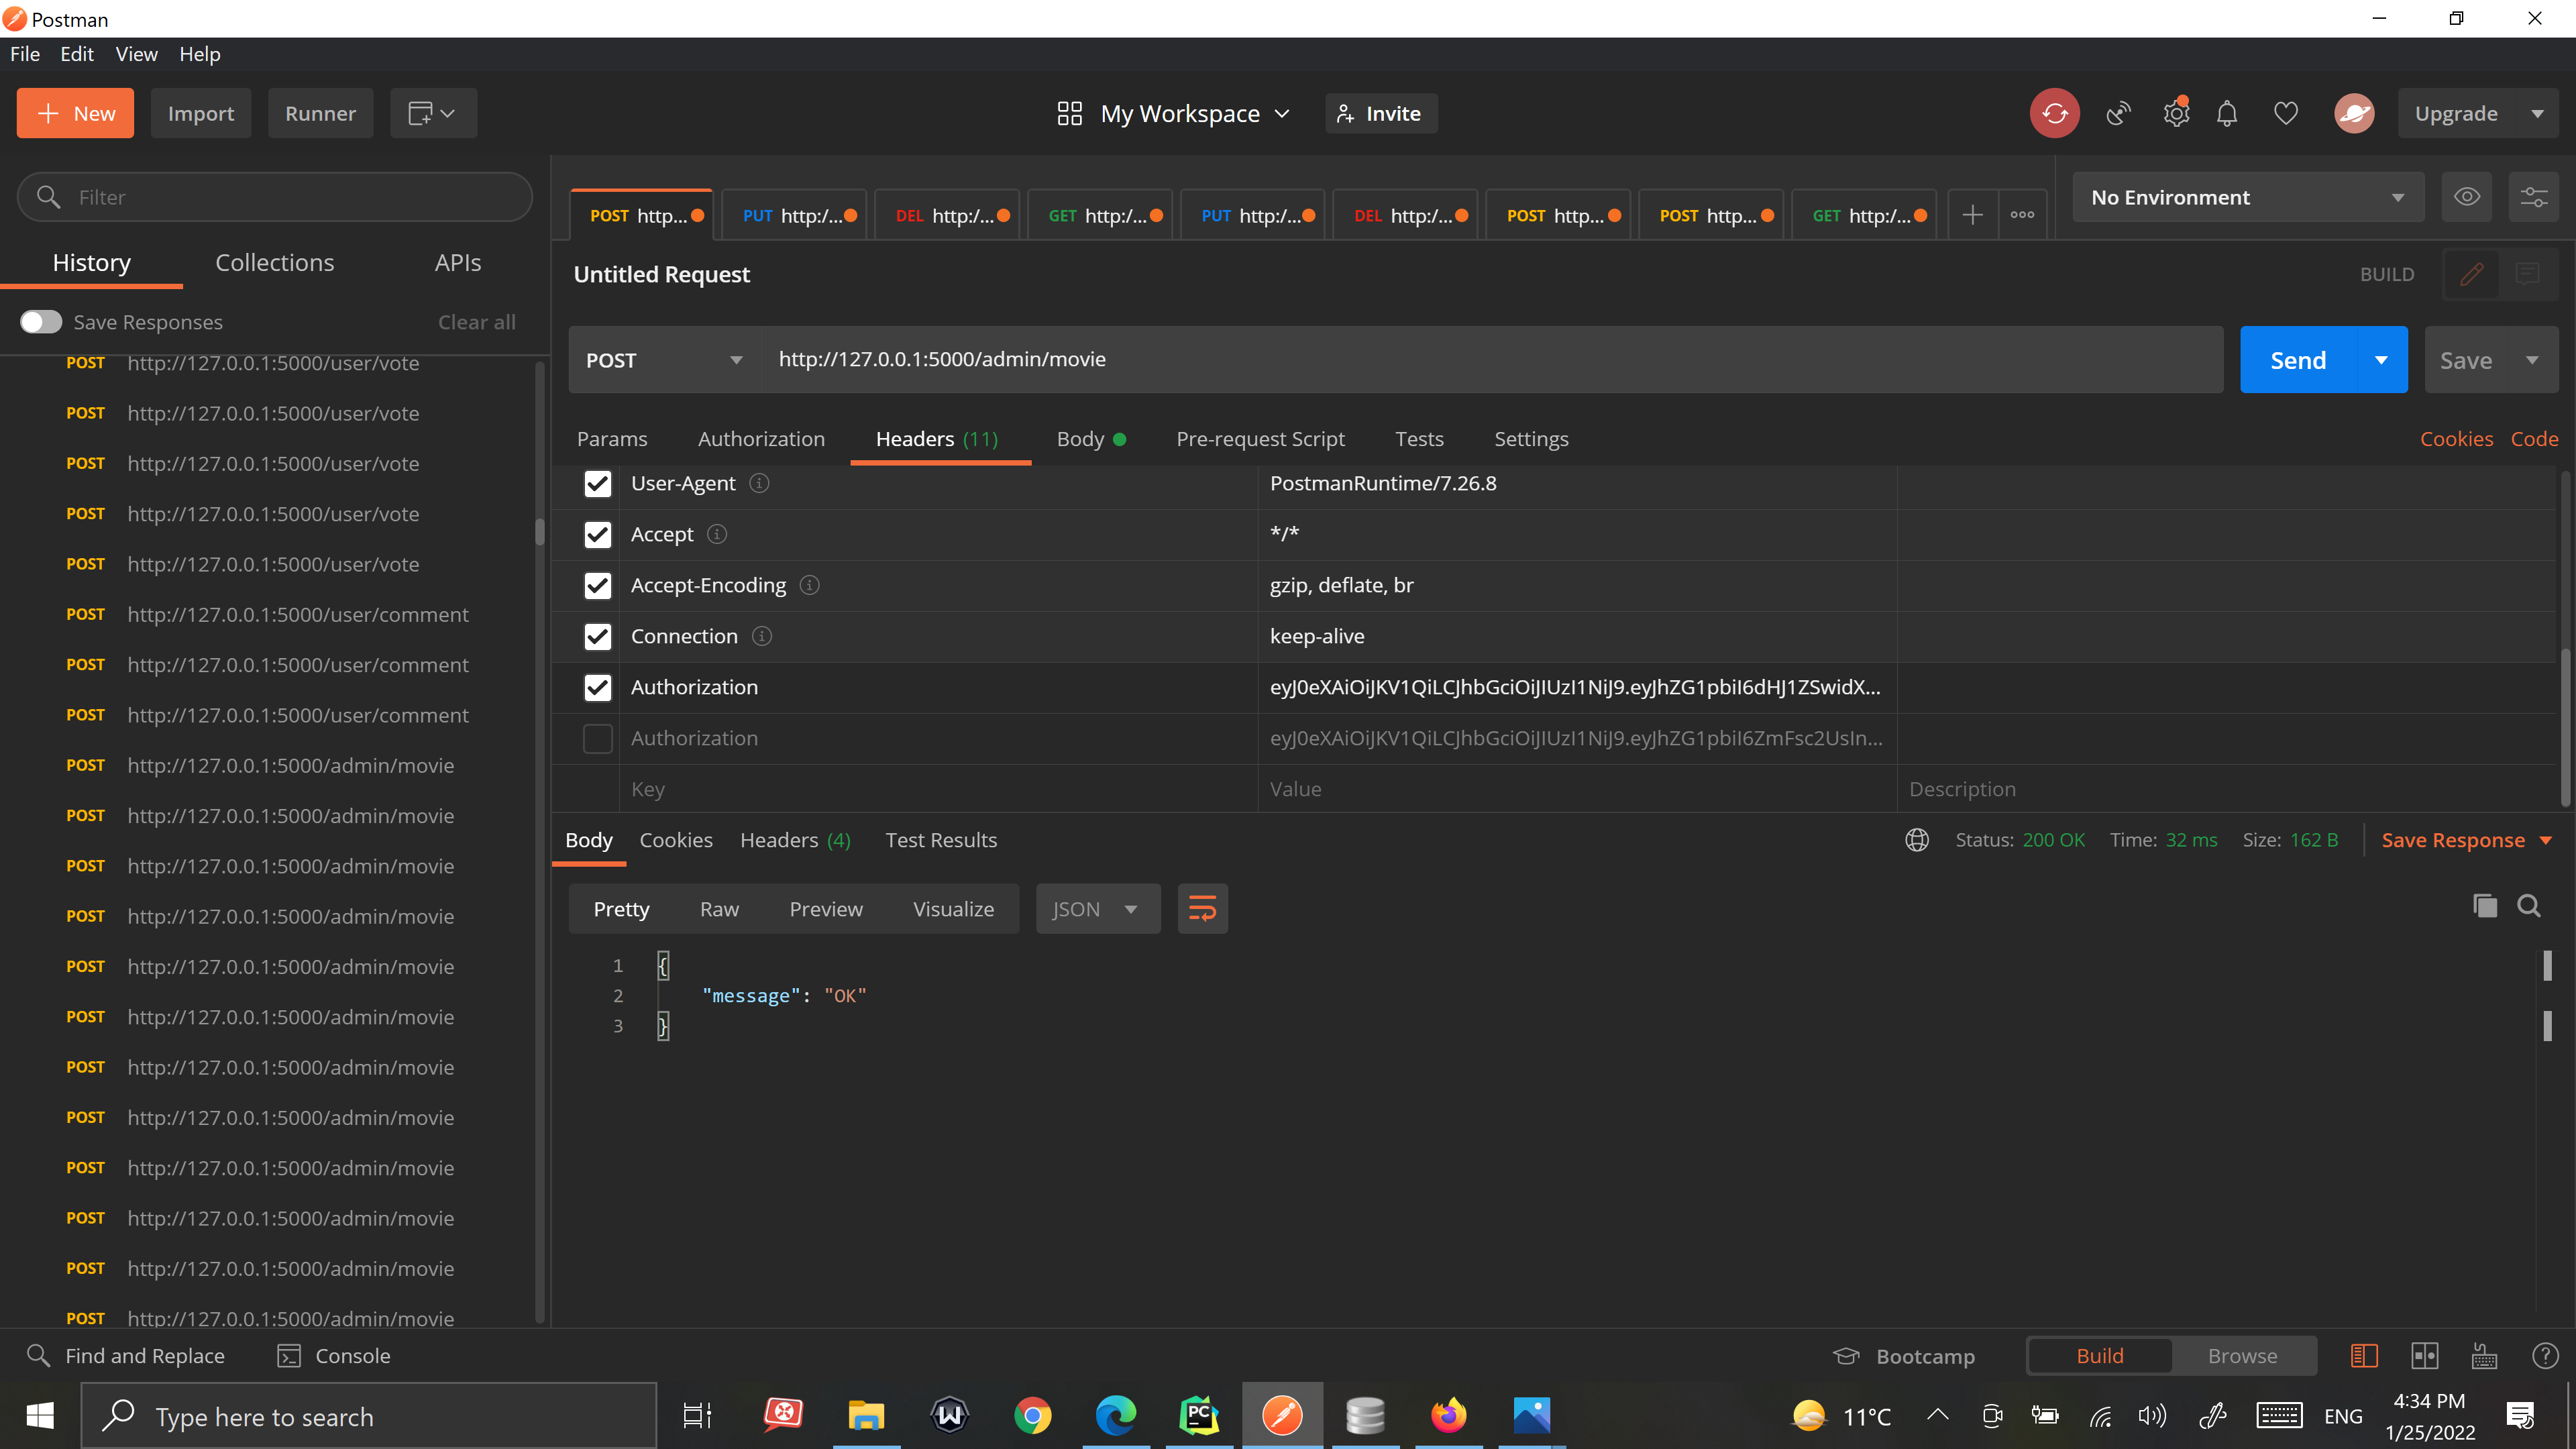 Postman
File Edit View Help
New Import Runner My Workspace Invite Upgrade
Filter
History Collections APIs
Save Responses Clear all
POST http://127.0.0.1:5000/user/vote
POST http://127.0.0.1:5000/user/vote
POST http://127.0.0.1:5000/user/vote
POST http://127.0.0.1:5000/user/vote
POST http://127.0.0.1:5000/user/vote
POST http://127.0.0.1:5000/user/comment
POST http://127.0.0.1:5000/user/comment
POST http://127.0.0.1:5000/user/comment
POST http://127.0.0.1:5000/admin/movie
POST http://127.0.0.1:5000/admin/movie
POST http://127.0.0.1:5000/admin/movie
POST http://127.0.0.1:5000/admin/movie
POST http://127.0.0.1:5000/admin/movie
POST http://127.0.0.1:5000/admin/movie
POST http://127.0.0.1:5000/admin/movie
POST http://127.0.0.1:5000/admin/movie
POST http://127.0.0.1:5000/admin/movie
POST http://127.0.0.1:5000/admin/movie
POST http://127.0.0.1:5000/admin/movie
POST http://127.0.0.1:5000/admin/movie
POST http... PUT http:/... DEL http:/... GET http:/... PUT http:/... DEL http:/... POST http... POST http... GET http:/... No Environment
Untitled Request BUILD
POST http://127.0.0.1:5000/admin/movie Send Save
Params Authorization Headers (11) Body Pre-request Script Tests Settings Cookies Code
User-Agent PostmanRuntime/7.26.8
Accept */*
Accept-Encoding gzip, deflate, br
Connection keep-alive
Authorization eyJ0eXAiOiJKV1QiLCJhbGciOiJIUzI1NiJ9.eyJhZG1pbiI6dHJ1ZSwidX...
Authorization eyJ0eXAiOiJKV1QiLCJhbGciOiJIUzI1NiJ9.eyJhZG1pbiI6ZmFsc2UsIn...
Key Value Description
Body Cookies Headers (4) Test Results Status: 200 OK Time: 32 ms Size: 162 B Save Response
Pretty Raw Preview Visualize JSON
1 {
2 "message": "OK"
3 }
Find and Replace Console Bootcamp Build Browse
Type here to search PC 11°C ENG 4:34 PM
1/25/2022